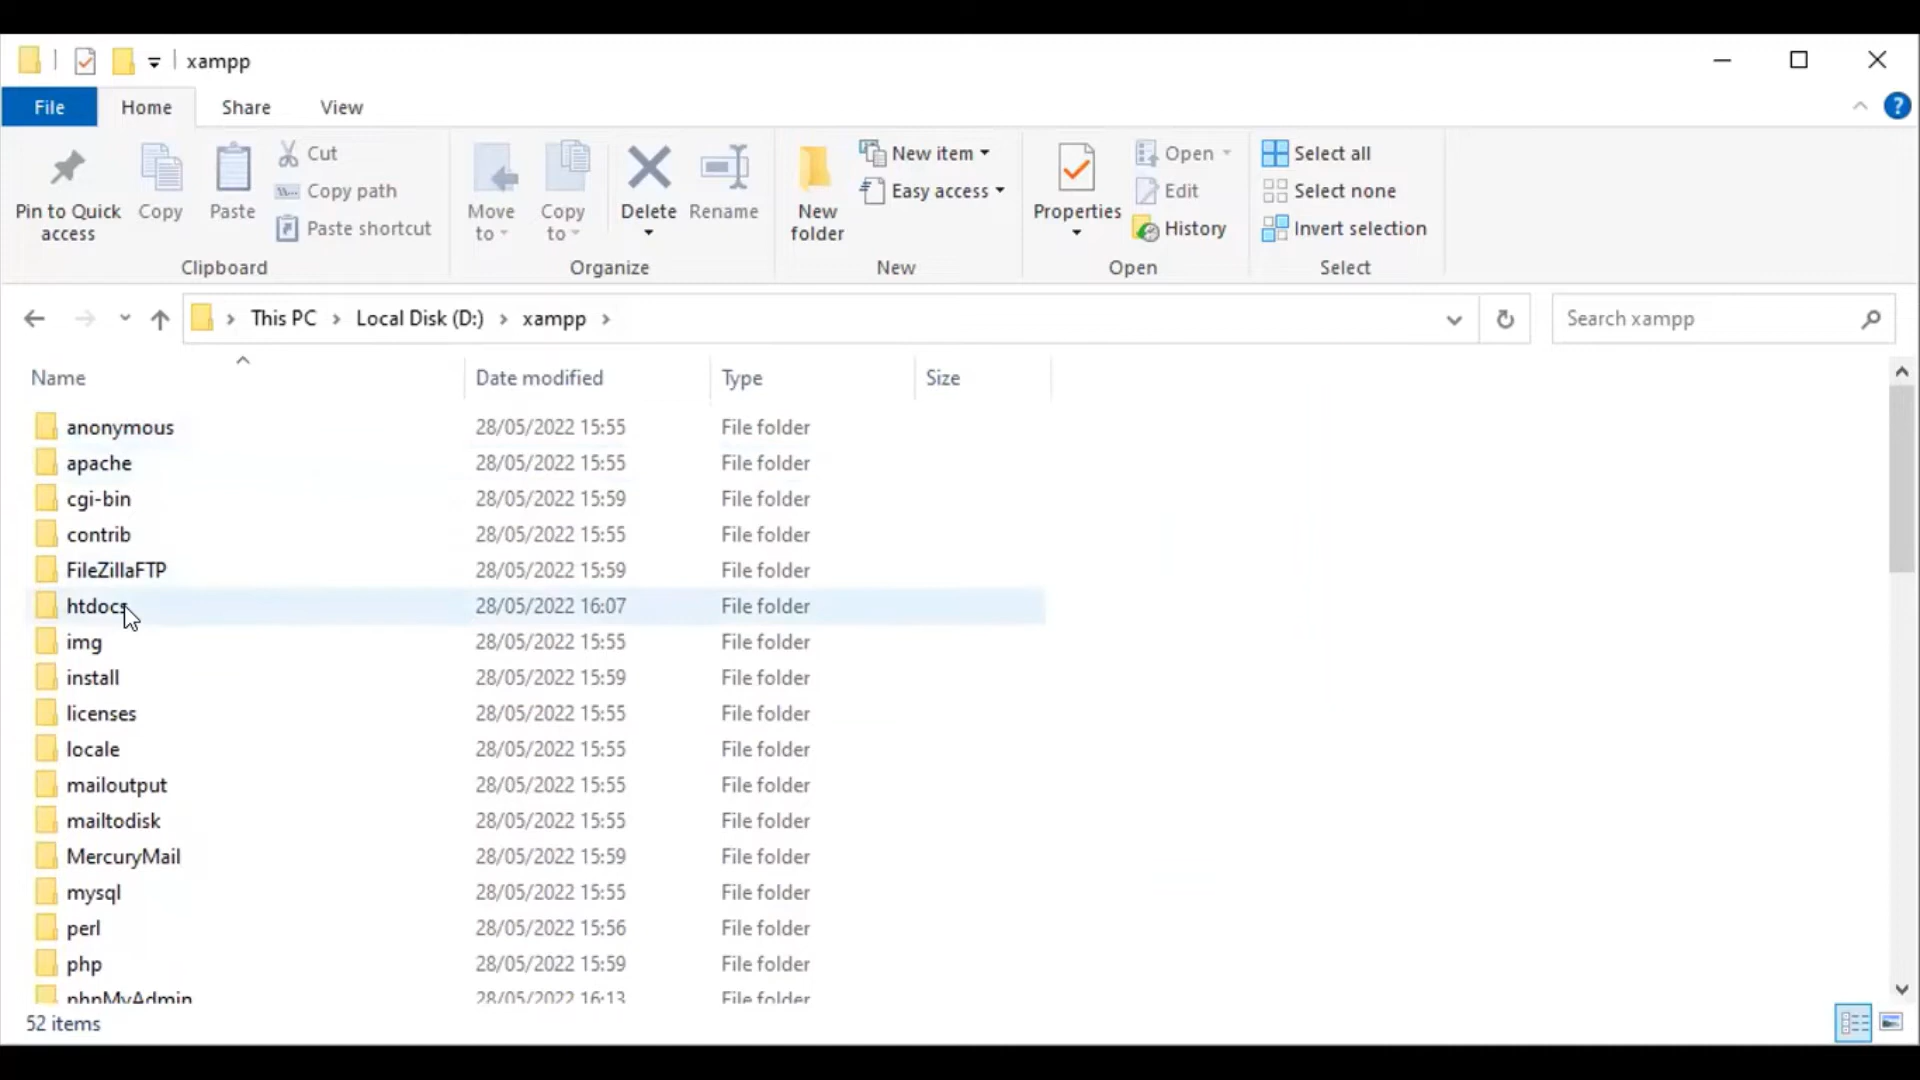 xampp
File Home Share View
Pin to Quick access
Copy
Paste
Cut
Copy path
Paste shortcut
Clipboard
Move to
Copy to
Delete
Rename
Organize
New folder
New item
Easy access
New
Properties
Open
Edit
History
Open
Select all
Select none
Invert selection
Select
This PC > Local Disk (D:) > xampp >
Search xampp
Name Date modified Type Size
anonymous 28/05/2022 15:55 File folder
apache 28/05/2022 15:55 File folder
cgi-bin 28/05/2022 15:59 File folder
contrib 28/05/2022 15:55 File folder
FileZillaFTP 28/05/2022 15:59 File folder
htdocs 28/05/2022 16:07 File folder
img 28/05/2022 15:55 File folder
install 28/05/2022 15:59 File folder
licenses 28/05/2022 15:55 File folder
locale 28/05/2022 15:55 File folder
mailoutput 28/05/2022 15:55 File folder
mailtodisk 28/05/2022 15:55 File folder
MercuryMail 28/05/2022 15:59 File folder
mysql 28/05/2022 15:55 File folder
perl 28/05/2022 15:56 File folder
php 28/05/2022 15:59 File folder
phpMyAdmin 28/05/2022 16:13 File folder
52 items